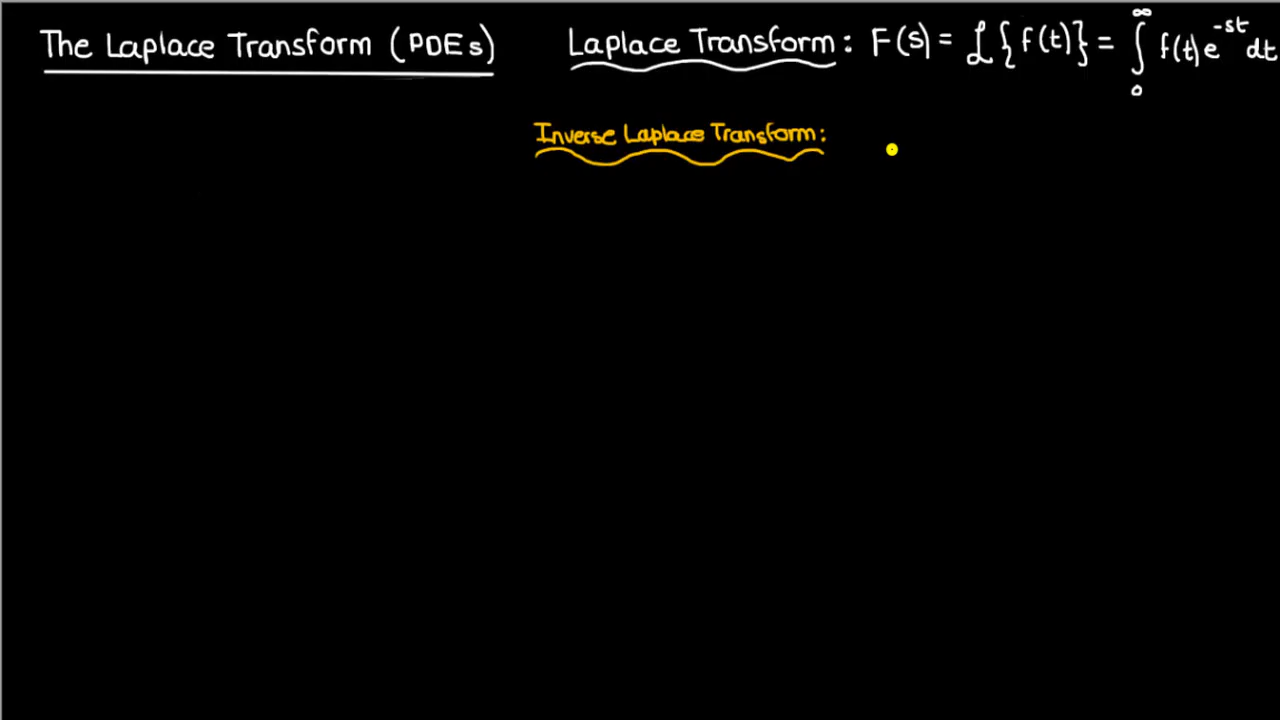 The Laplace Transform (PDEs)
Laplace Transform: F(s) = ℒ{f(t)} = ∫₀^∞ f(t)e^{-st}dt
Inverse Laplace Transform: